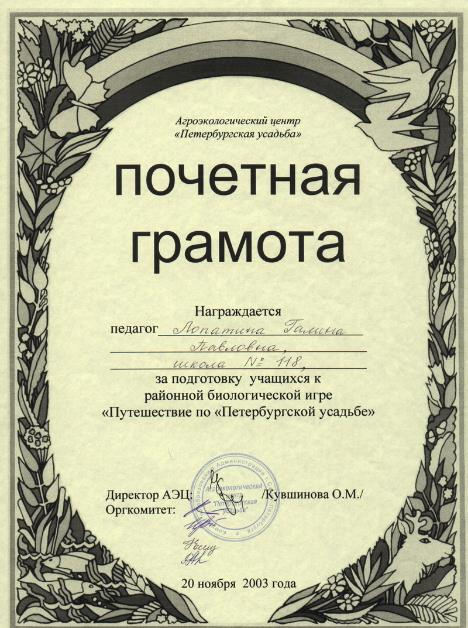 Агроэкологический центр
«Петербургская усадьба»
почетная
грамота
Награждается
педагог Лопатина Галина
Павловна,
школа № 118,
за подготовку учащихся к
районной биологической игре
«Путешествие по «Петербургской усадьбе»
Директор АЭЦ: /Кувшинова О.М./
Оргкомитет:
20 ноября 2003 года